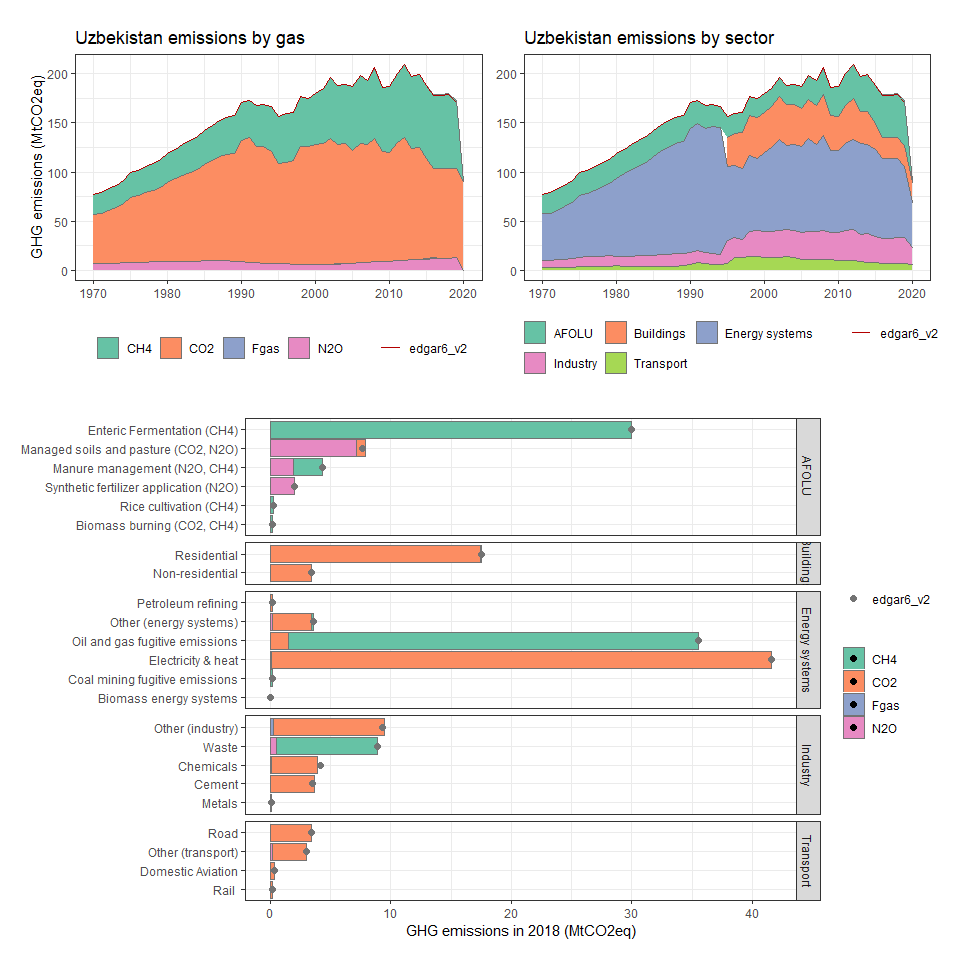 Uzbekistan emissions by gas
Uzbekistan emissions by sector
GHG emissions (MtCO2eq)
200
150
100
50
0
1970 1980 1990 2000 2010 2020
200
150
100
50
0
1970 1980 1990 2000 2010 2020
CH4 CO2 Fgas N2O edgar6_v2
AFOLU Buildings Energy systems edgar6_v2
Industry Transport
Enteric Fermentation (CH4)
Managed soils and pasture (CO2, N2O)
Manure management (N2O, CH4)
Synthetic fertilizer application (N2O)
Rice cultivation (CH4)
Biomass burning (CO2, CH4)
AFOLU
Residential
Non-residential
Building
Petroleum refining
Other (energy systems)
Oil and gas fugitive emissions
Electricity & heat
Coal mining fugitive emissions
Biomass energy systems
Energy systems
Other (industry)
Waste
Chemicals
Cement
Metals
Industry
Road
Other (transport)
Domestic Aviation
Rail
Transport
0 10 20 30 40
GHG emissions in 2018 (MtCO2eq)
edgar6_v2
CH4
CO2
Fgas
N2O